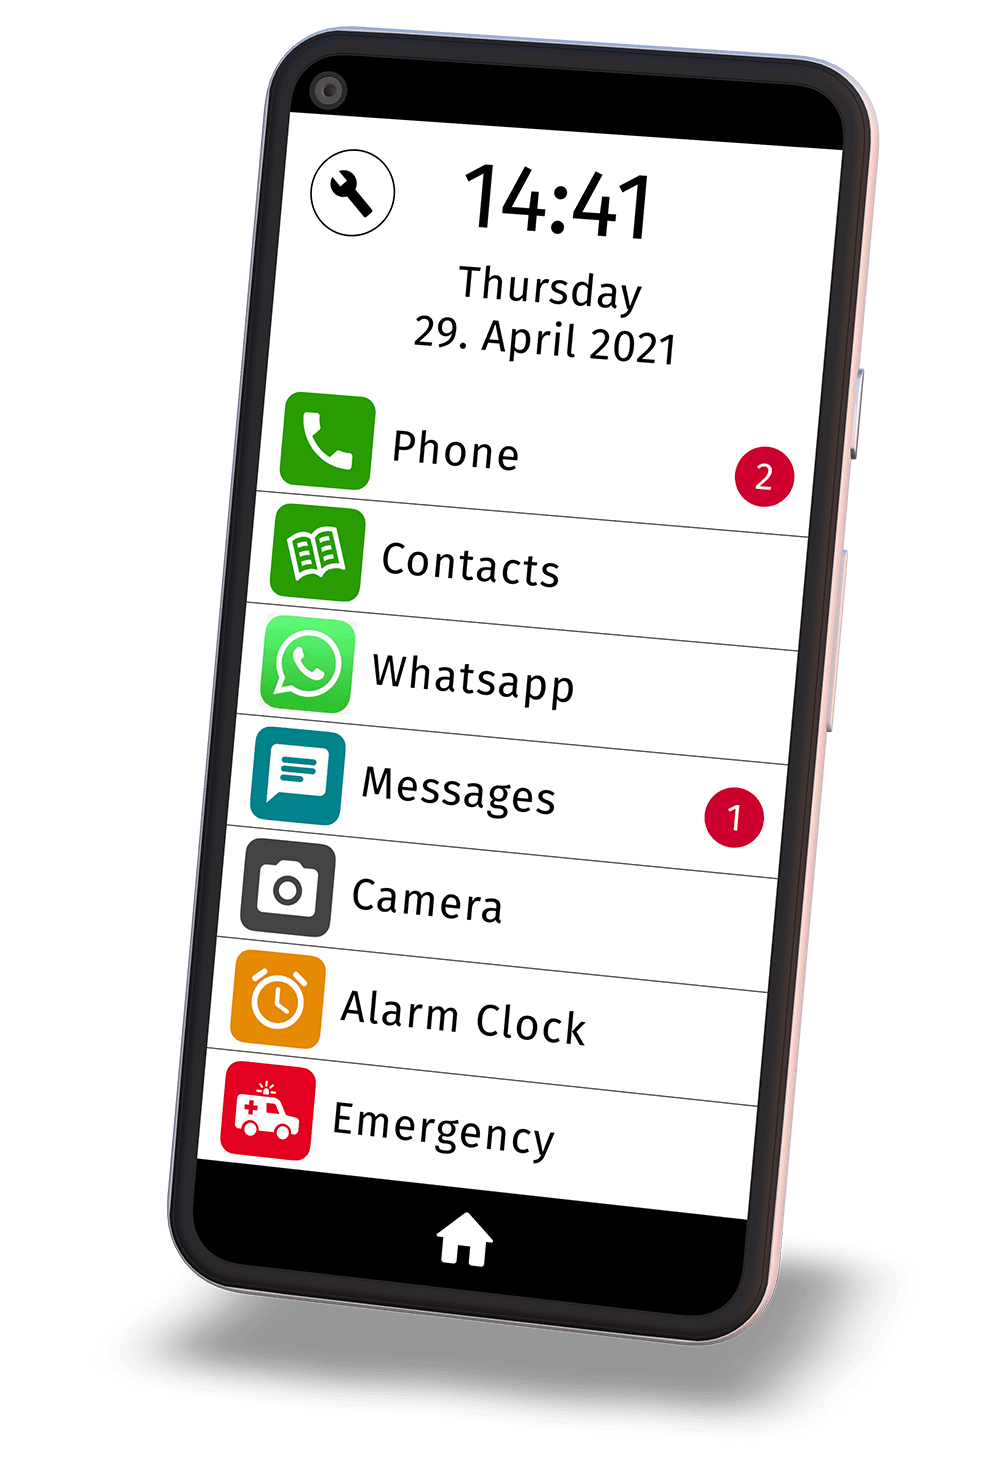 14:41
Thursday
29. April 2021
Phone
2
Contacts
Whatsapp
Messages
1
Camera
Alarm Clock
Emergency